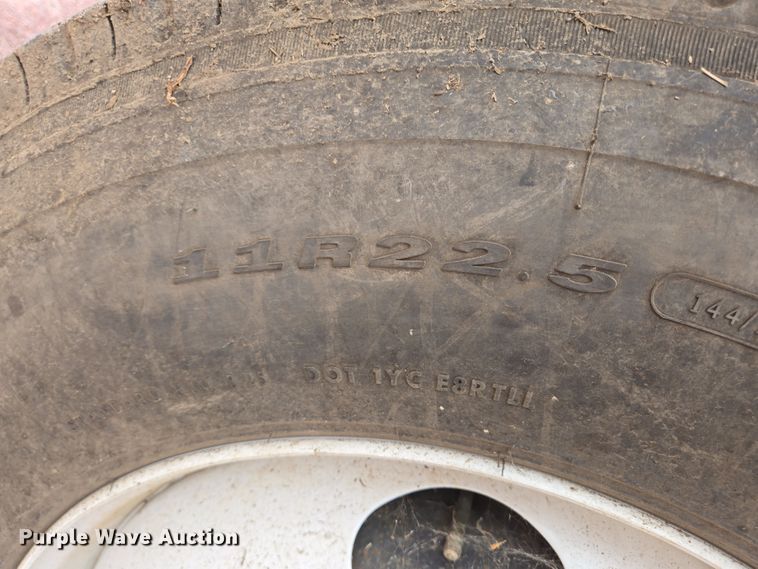 11R22.5
144/
DOT 1YC E8RTLI
Purple Wave Auction